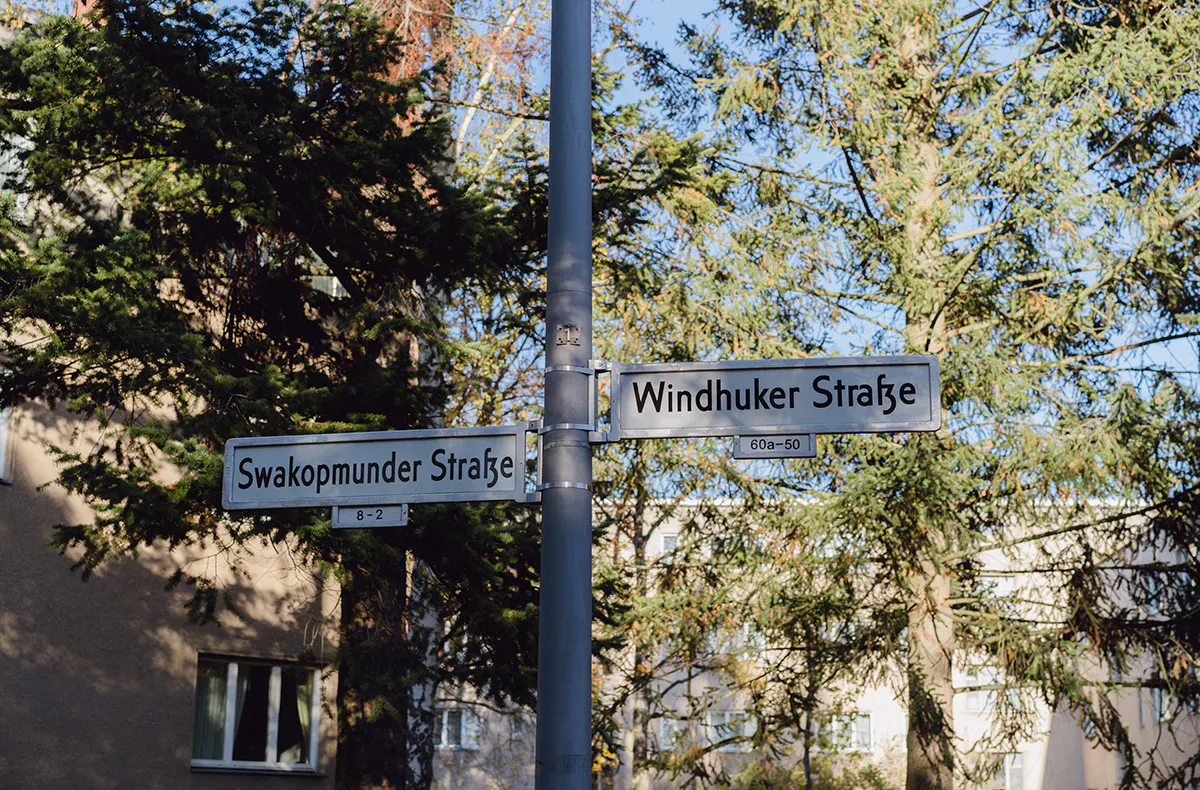 Swakopmunder Straße
8-2
Windhuker Straße
60a-50